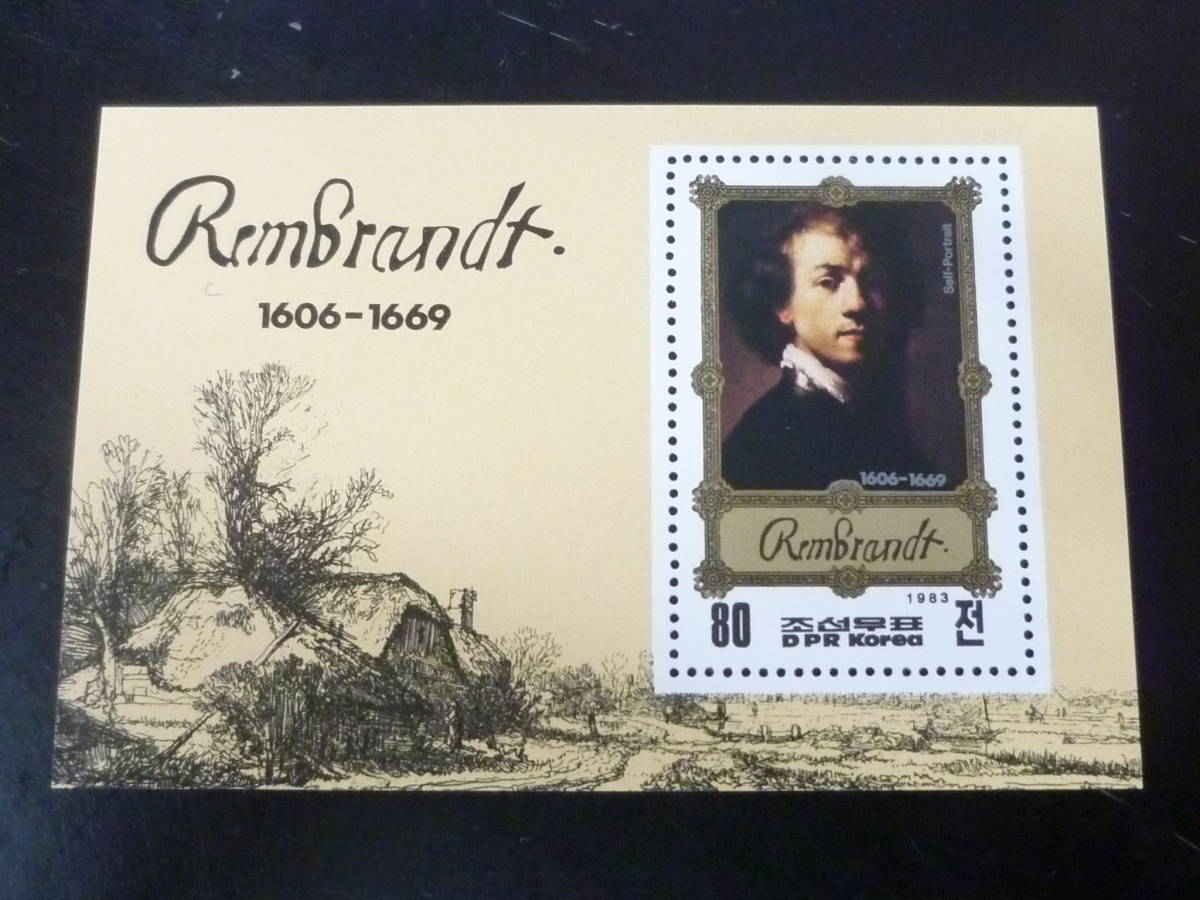 Rembrandt.
1606-1669
Self-Portrait
1606-1669
Rembrandt.
1983
80 조선우표 전
DPR Korea